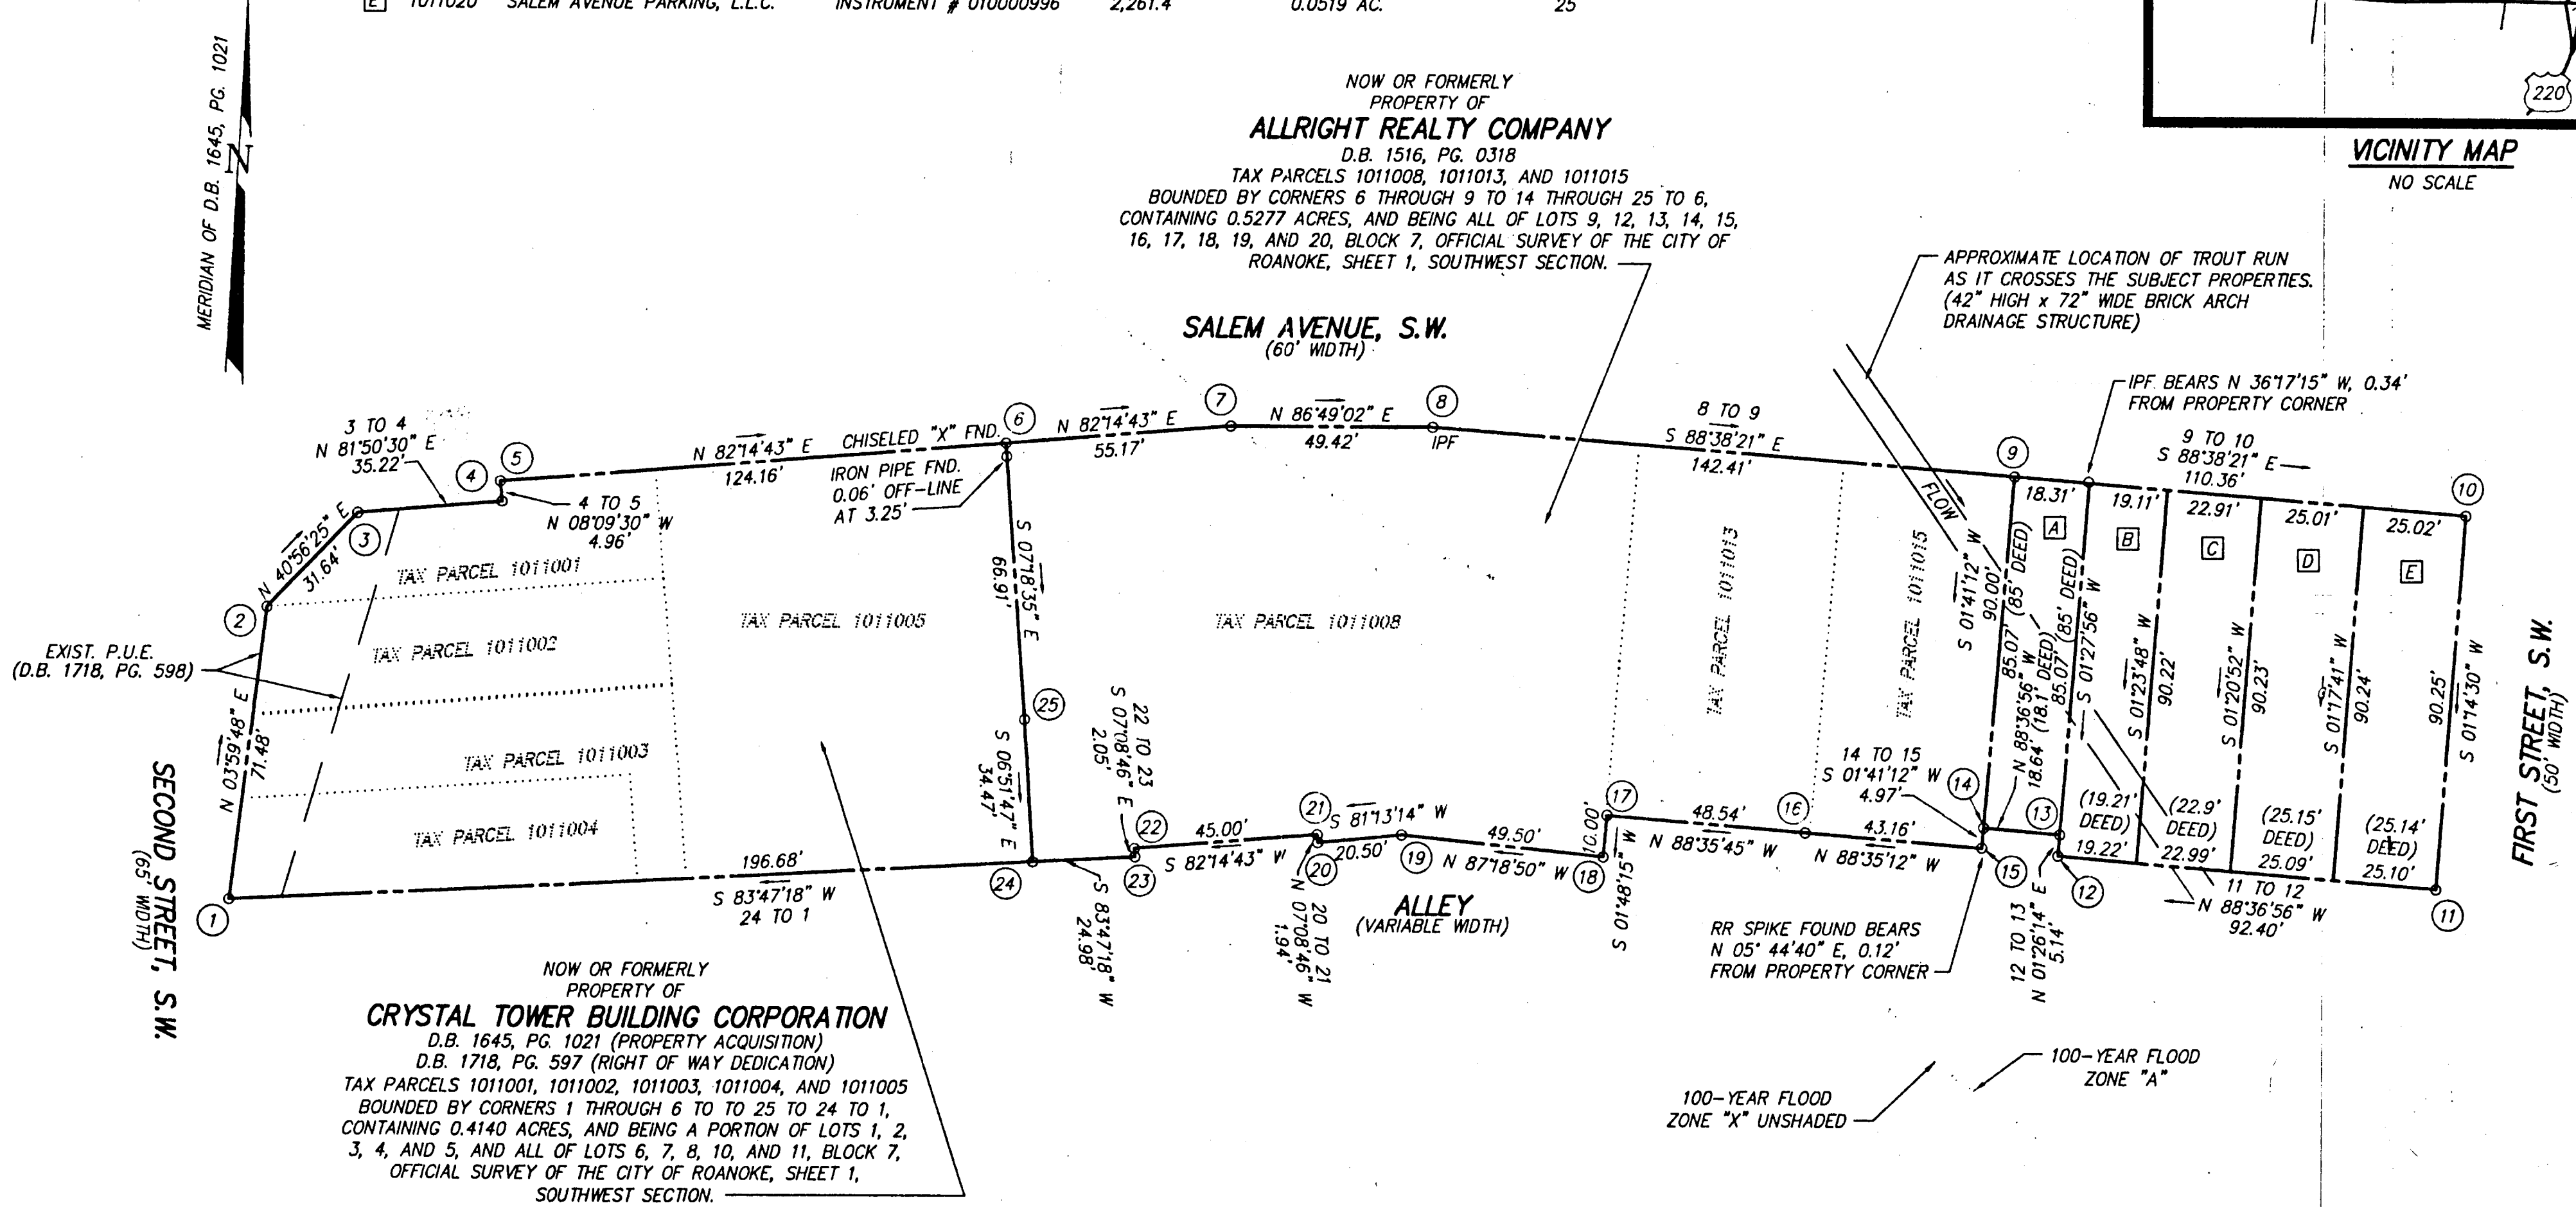 E 1011020 SALEM AVENUE PARKING, L.L.C. INSTRUMENT # 010000996 2,261.4 0.0519 AC. 25
220
VICINITY MAP
NO SCALE
MERIDIAN OF D.B. 1645, PG. 1021
N
NOW OR FORMERLY
PROPERTY OF
ALLRIGHT REALTY COMPANY
D.B. 1516, PG. 0318
TAX PARCELS 1011008, 1011013, AND 1011015
BOUNDED BY CORNERS 6 THROUGH 9 TO 14 THROUGH 25 TO 6,
CONTAINING 0.5277 ACRES, AND BEING ALL OF LOTS 9, 12, 13, 14, 15,
16, 17, 18, 19, AND 20, BLOCK 7, OFFICIAL SURVEY OF THE CITY OF
ROANOKE, SHEET 1, SOUTHWEST SECTION.
APPROXIMATE LOCATION OF TROUT RUN
AS IT CROSSES THE SUBJECT PROPERTIES.
(42" HIGH x 72" WIDE BRICK ARCH
DRAINAGE STRUCTURE)
SALEM AVENUE, S.W.
(60' WIDTH)
IPF BEARS N 36°17'15" W, 0.34'
FROM PROPERTY CORNER
3 TO 4
N 81°50'30" E
35.22'
4
5
N 82°14'43" E
124.16'
CHISELED "X" FND.
6
IRON PIPE FND.
0.06' OFF-LINE
AT 3.25'
N 82°14'43" E
55.17'
7
N 86°49'02" E
49.42'
8
IPF
8 TO 9
S 88°38'21" E
142.41'
FLOW
9
9 TO 10
S 88°38'21" E
110.36'
10
18.31'
19.11'
22.91'
25.01'
25.02'
A
B
C
D
E
4 TO 5
N 08°09'30" W
4.96'
3
N 40°56'25" E
31.64'
2
TAX PARCEL 1011001
TAX PARCEL 1011002
TAX PARCEL 1011003
TAX PARCEL 1011004
TAX PARCEL 1011005
TAX PARCEL 1011008
TAX PARCEL 1011013
TAX PARCEL 1011015
EXIST. P.U.E.
(D.B. 1718, PG. 598)
N 03°59'48" E
71.48'
SECOND STREET, S.W.
(65' WIDTH)
1
S 07°18'35" E
66.91'
25
S 06°51'47" E
34.47'
22 TO 23
S 07°08'46" E
2.05'
S 01°41'12" W
90.00'
85.07' (85' DEED)
N 88°36'56" W
18.64' (18.1' DEED)
85.07' (85' DEED)
S 01°27'56" W
S 01°23'48" W
90.22'
S 01°20'52" W
90.23'
S 01°17'41" W
90.24'
90.25'
S 01°14'30" W
FIRST STREET, S.W.
(50' WIDTH)
14 TO 15
S 01°41'12" W
4.97'
14
13
(19.21' DEED)
19.22'
(22.9' DEED)
22.99'
(25.15' DEED)
25.09'
(25.14' DEED)
25.10'
196.68'
S 83°47'18" W
24 TO 1
24
23
22
45.00'
S 82°14'43" W
21
S 81°13'14" W
20.50'
20
19
49.50'
N 87°18'50" W
18
10.00'
S 01°48'15" W
17
48.54'
N 88°35'45" W
16
43.16'
N 88°35'12" W
15
12
11 TO 12
N 88°36'56" W
92.40'
11
S 83°47'18" W
24.98'
20 TO 21
N 07°08'46" W
1.94'
ALLEY
(VARIABLE WIDTH)
12 TO 13
N 01°26'14" E
5.14'
RR SPIKE FOUND BEARS
N 05° 44'40" E, 0.12'
FROM PROPERTY CORNER
NOW OR FORMERLY
PROPERTY OF
CRYSTAL TOWER BUILDING CORPORATION
D.B. 1645, PG. 1021 (PROPERTY ACQUISITION)
D.B. 1718, PG. 597 (RIGHT OF WAY DEDICATION)
TAX PARCELS 1011001, 1011002, 1011003, 1011004, AND 1011005
BOUNDED BY CORNERS 1 THROUGH 6 TO TO 25 TO 24 TO 1,
CONTAINING 0.4140 ACRES, AND BEING A PORTION OF LOTS 1, 2,
3, 4, AND 5, AND ALL OF LOTS 6, 7, 8, 10, AND 11, BLOCK 7,
OFFICIAL SURVEY OF THE CITY OF ROANOKE, SHEET 1,
SOUTHWEST SECTION.
100-YEAR FLOOD
ZONE "A"
100-YEAR FLOOD
ZONE "X" UNSHADED